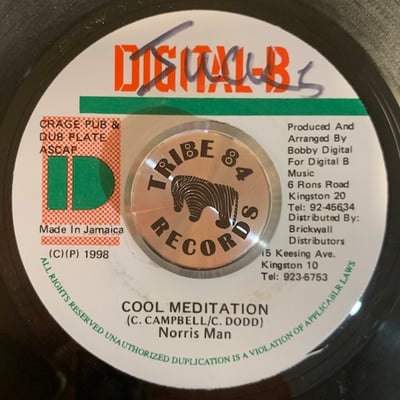 DIGITAL-B
CRAGE PUB &
DUB PLATE
ASCAP
D
Made In Jamaica
(C)(P) 1998
TRIBE 84
RECORDS
Produced And
Arranged By
Bobby Digital
For Digital B
Music
6 Rons Road
Kingston 20
Tel: 92-45634
Distributed By:
Brickwall
Distributors
15 Keesing Ave.
Kingston 10
Tel: 923-5753
COOL MEDITATION
(C. CAMPBELL/C. DODD)
Norris Man
ALL RIGHTS RESERVED UNAUTHORIZED DUPLICATION IS A VIOLATION OF APPLICABLR LAWS